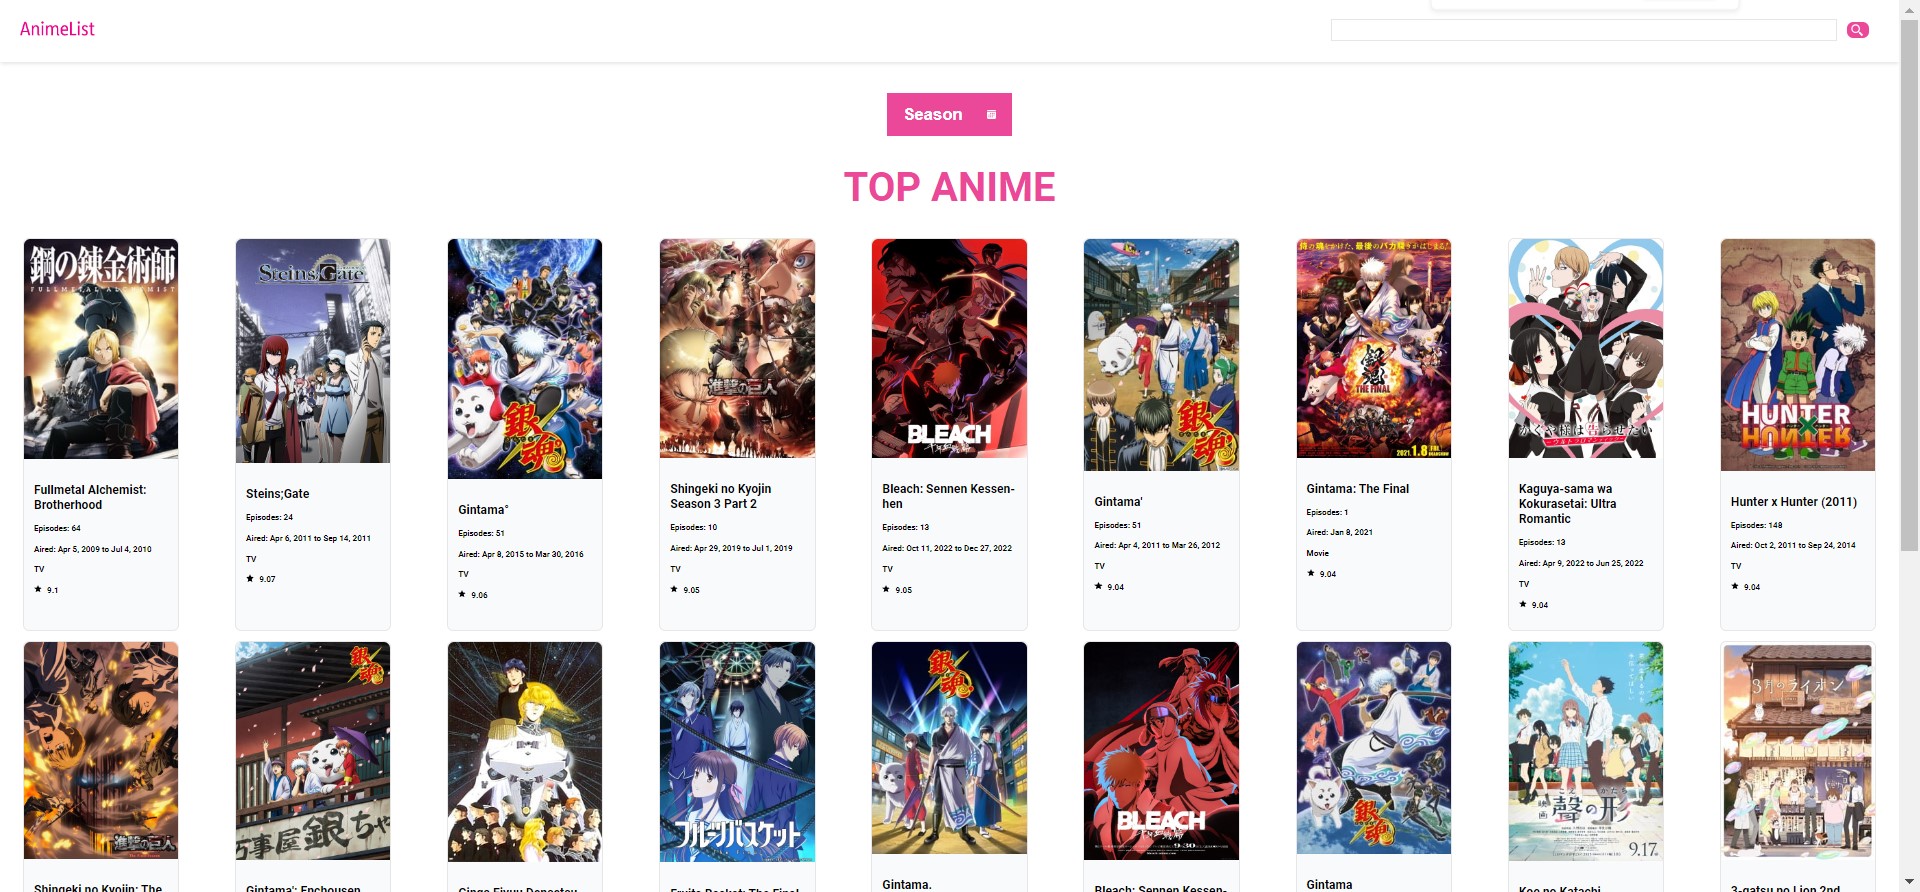 AnimeList
Season
TOP ANIME
鋼の錬金術師
FULLMETAL ALCHEMIST
Steins;Gate
銀魂
進撃の巨人
BLEACH
銀魂
銀魂
THE FINAL
2021.1.8
かぐや様は告らせたい
HUNTER
×
HUNTER
Fullmetal Alchemist:
Brotherhood
Episodes: 64
Aired: Apr 5, 2009 to Jul 4, 2010
TV
9.1
Steins;Gate
Episodes: 24
Aired: Apr 6, 2011 to Sep 14, 2011
TV
9.07
Gintama°
Episodes: 51
Aired: Apr 8, 2015 to Mar 30, 2016
TV
9.06
Shingeki no Kyojin
Season 3 Part 2
Episodes: 10
Aired: Apr 29, 2019 to Jul 1, 2019
TV
9.05
Bleach: Sennen Kessen-
hen
Episodes: 13
Aired: Oct 11, 2022 to Dec 27, 2022
TV
9.05
Gintama'
Episodes: 51
Aired: Apr 4, 2011 to Mar 26, 2012
TV
9.04
Gintama: The Final
Episodes: 1
Aired: Jan 8, 2021
Movie
9.04
Kaguya-sama wa
Kokurasetai: Ultra
Romantic
Episodes: 13
Aired: Apr 9, 2022 to Jun 25, 2022
TV
9.04
Hunter x Hunter (2011)
Episodes: 148
Aired: Oct 2, 2011 to Sep 24, 2014
TV
9.04
進撃の巨人
銀魂
フルーツバスケット
銀魂
BLEACH
9·30
銀魂
映画 聲の形
9.17
3月のライオン
Shingeki no Kyojin: The
Gintama': Enchousen
Ginga Eiyuu Densetsu
Fruits Basket: The Final
Gintama.
Bleach: Sennen Kessen-
Gintama
Koe no Katachi
3-gatsu no Lion 2nd